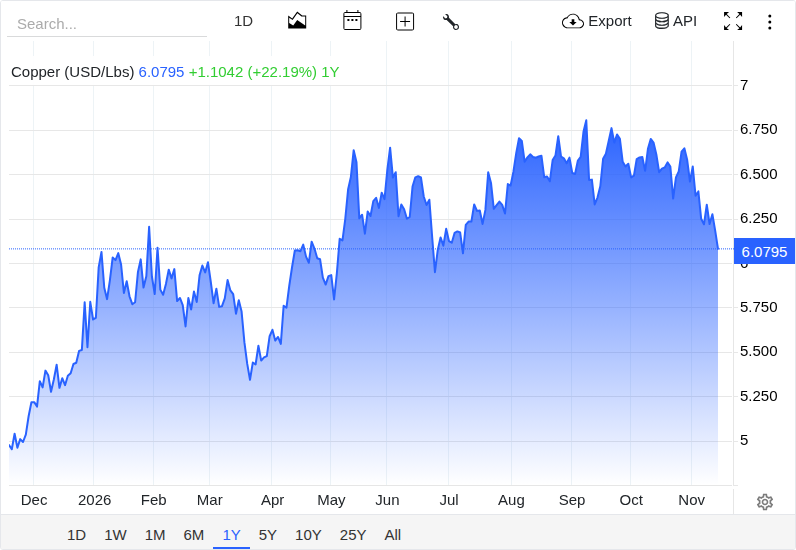 Search... 1D Export API
Copper (USD/Lbs) 6.0795 +1.1042 (+22.19%) 1Y
7
6.750
6.500
6.250
6.0795
6
5.750
5.500
5.250
5
Dec 2026 Feb Mar Apr May Jun Jul Aug Sep Oct Nov
1D 1W 1M 6M 1Y 5Y 10Y 25Y All